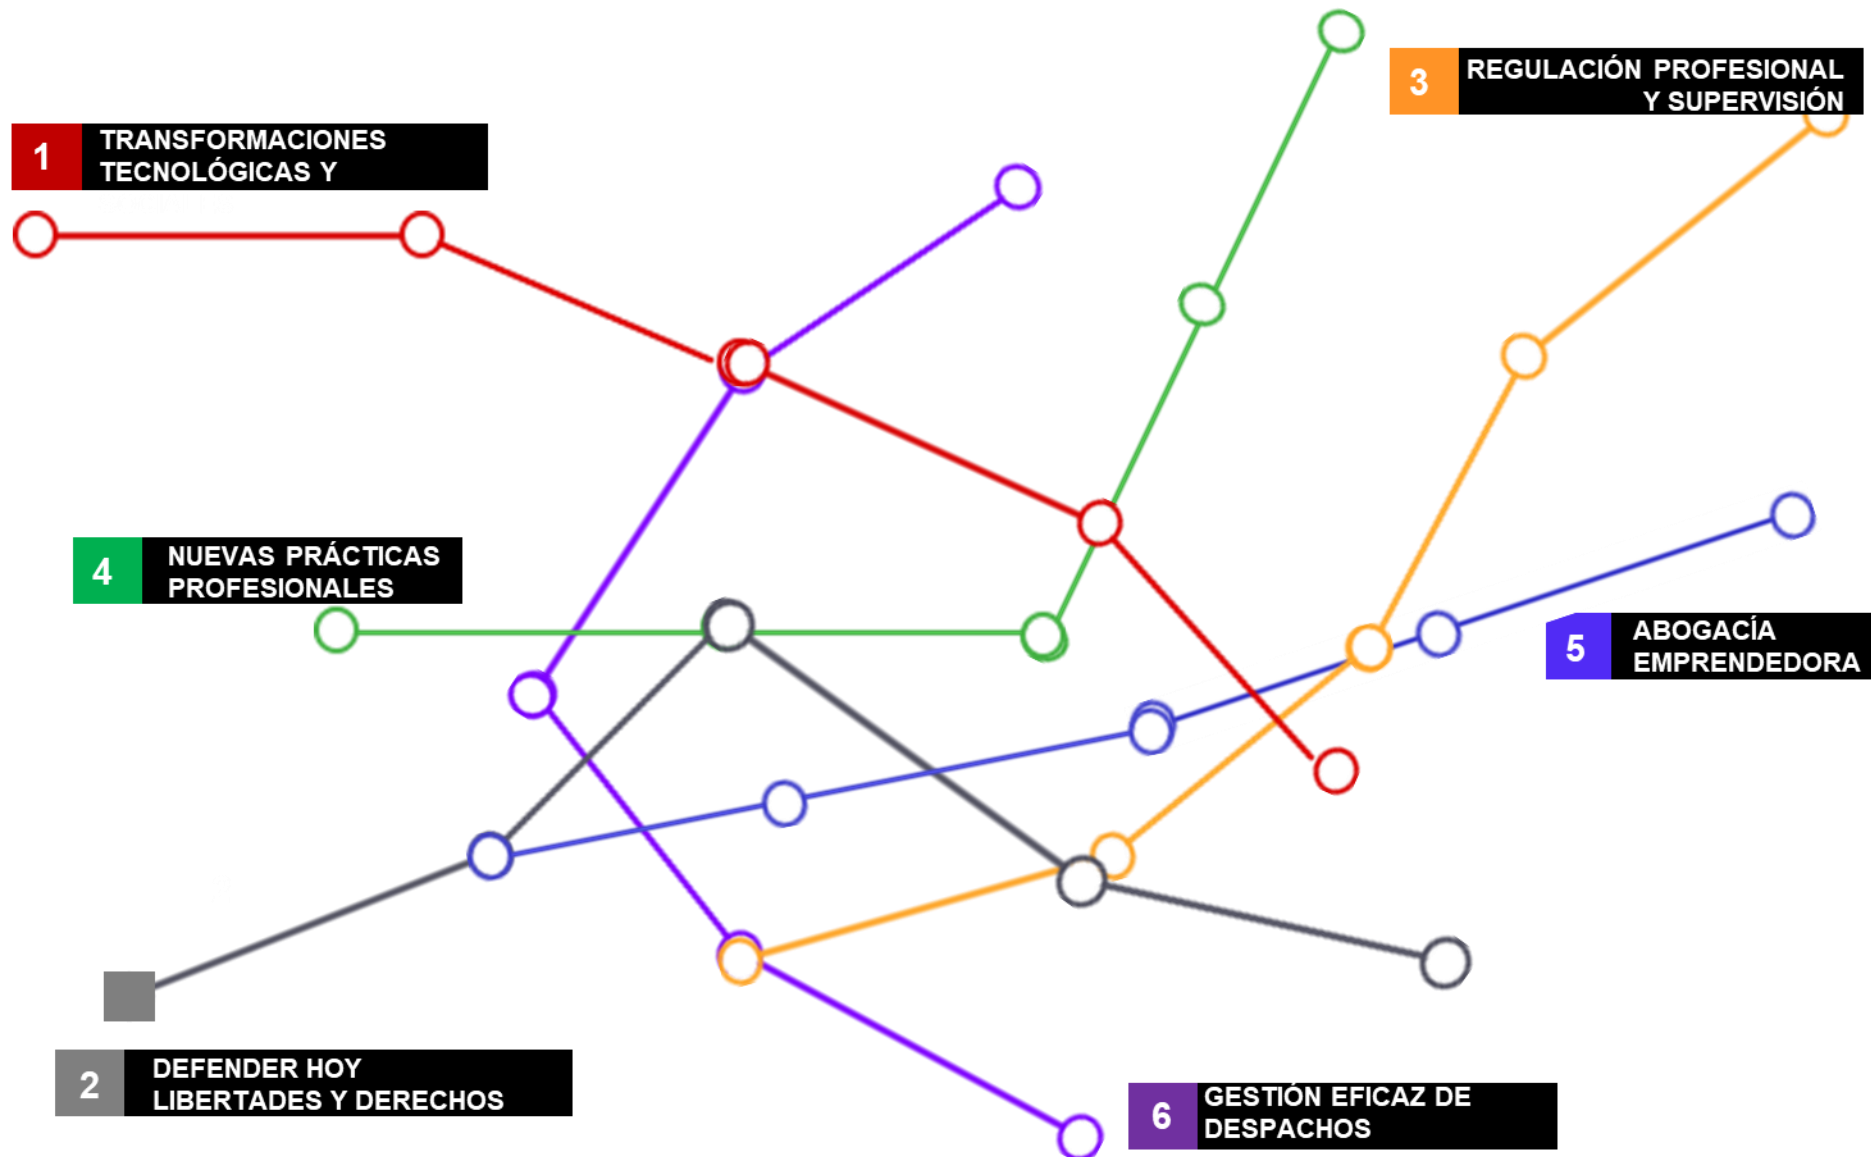 1
TRANSFORMACIONES
TECNOLÓGICAS Y
3
REGULACIÓN PROFESIONAL
Y SUPERVISIÓN
4
NUEVAS PRÁCTICAS
PROFESIONALES
5
ABOGACÍA
EMPRENDEDORA
2
DEFENDER HOY
LIBERTADES Y DERECHOS
6
GESTIÓN EFICAZ DE
DESPACHOS